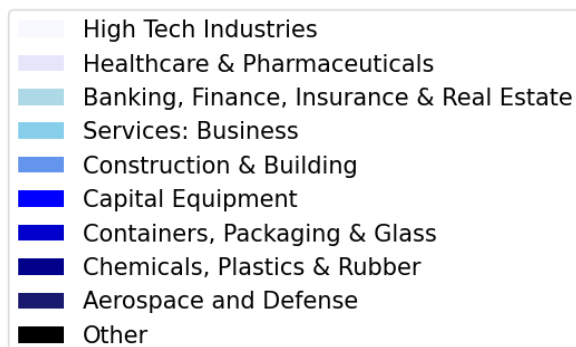 High Tech Industries
Healthcare & Pharmaceuticals
Banking, Finance, Insurance & Real Estate
Services: Business
Construction & Building
Capital Equipment
Containers, Packaging & Glass
Chemicals, Plastics & Rubber
Aerospace and Defense
Other